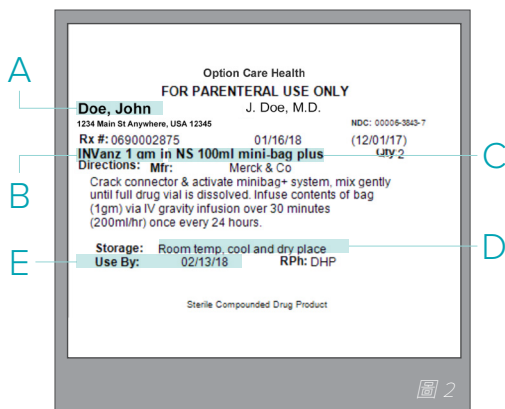 Option Care Health
FOR PARENTERAL USE ONLY
A
Doe, John J. Doe, M.D.
1234 Main St Anywhere, USA 12345 NDC: 00006-3843-7
Rx #: 0690002875 01/16/18 (12/01/17)
B INVanz 1 gm in NS 100ml mini-bag plus Qty 2 C
Directions: Mfr: Merck & Co
Crack connector & activate minibag+ system, mix gently
until full drug vial is dissolved. Infuse contents of bag
(1gm) via IV gravity infusion over 30 minutes
(200ml/hr) once every 24 hours.
Storage: Room temp, cool and dry place D
E Use By: 02/13/18 RPh: DHP
Sterile Compounded Drug Product
圖 2